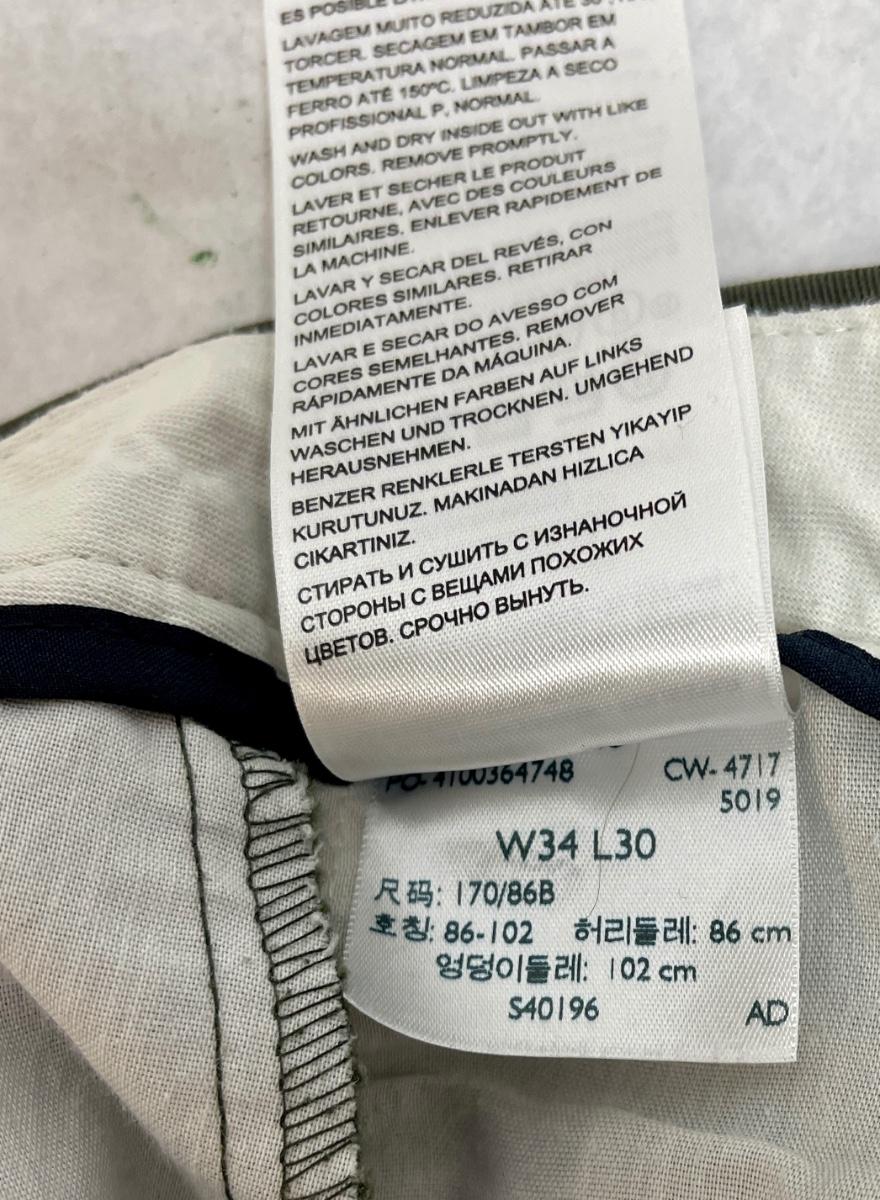 ES POSIBLE
LAVAGEM MUITO REDUZIDA ATÉ 30°,
TORCER. SECAGEM EM TAMBOR EM
TEMPERATURA NORMAL. PASSAR A
FERRO ATÉ 150ºC. LIMPEZA A SECO
PROFISSIONAL P, NORMAL.
WASH AND DRY INSIDE OUT WITH LIKE
COLORS. REMOVE PROMPTLY.
LAVER ET SECHER LE PRODUIT
RETOURNE, AVEC DES COULEURS
SIMILAIRES. ENLEVER RAPIDEMENT DE
LA MACHINE.
LAVAR Y SECAR DEL REVÉS, CON
COLORES SIMILARES. RETIRAR
INMEDIATAMENTE.
LAVAR E SECAR DO AVESSO COM
CORES SEMELHANTES. REMOVER
RÁPIDAMENTE DA MÁQUINA.
MIT ÄHNLICHEN FARBEN AUF LINKS
WASCHEN UND TROCKNEN. UMGEHEND
HERAUSNEHMEN.
BENZER RENKLERLE TERSTEN YIKAYIP
KURUTUNUZ. MAKINADAN HIZLICA
CIKARTINIZ.
СТИРАТЬ И СУШИТЬ С ИЗНАНОЧНОЙ
СТОРОНЫ С ВЕЩАМИ ПОХОЖИХ
ЦВЕТОВ. СРОЧНО ВЫНУТЬ.
PO- 4100364748 CW- 4717
5019
W34 L30
尺码: 170/86B
호칭: 86-102 허리둘레: 86 cm
엉덩이둘레: 102 cm
S40196 AD